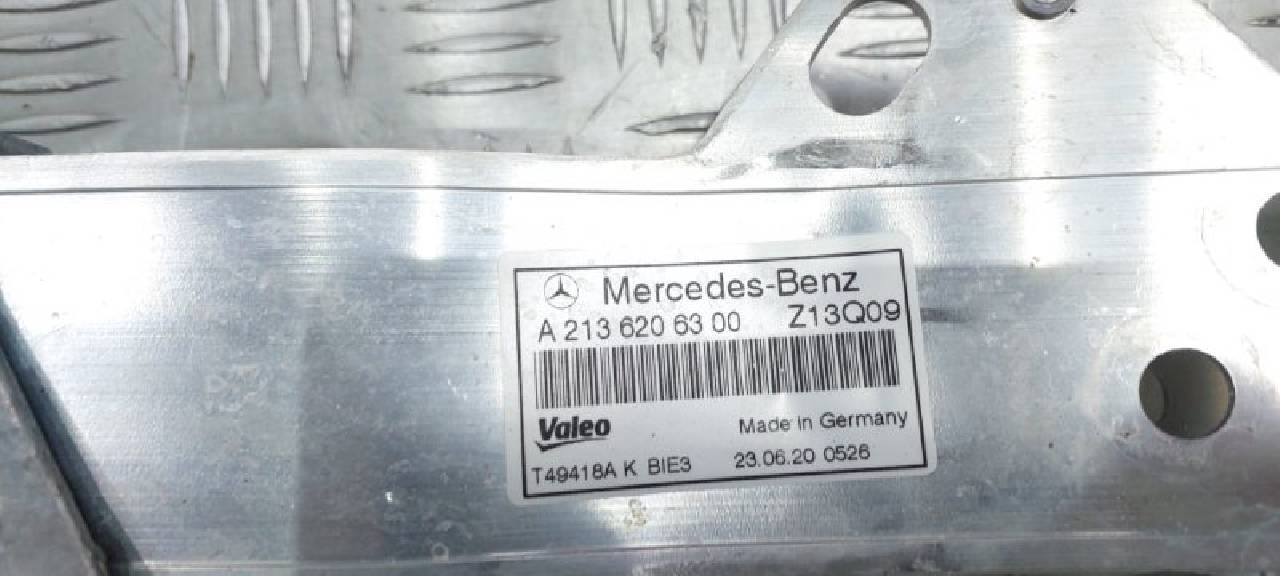 Mercedes-Benz
A 213 620 63 00 Z13Q09
Valeo
Made in Germany
T49418A K BIE3 23.06.20 0526